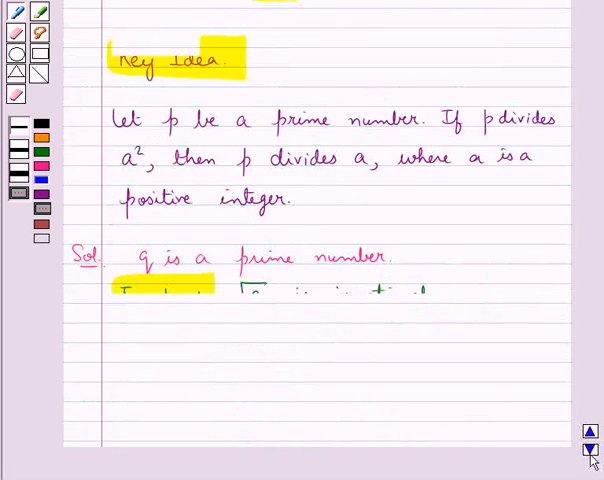 Key Idea.
Let p be a prime number. If p divides
a², then p divides a, where a is a
positive integer.
Sol. q is a prime number.